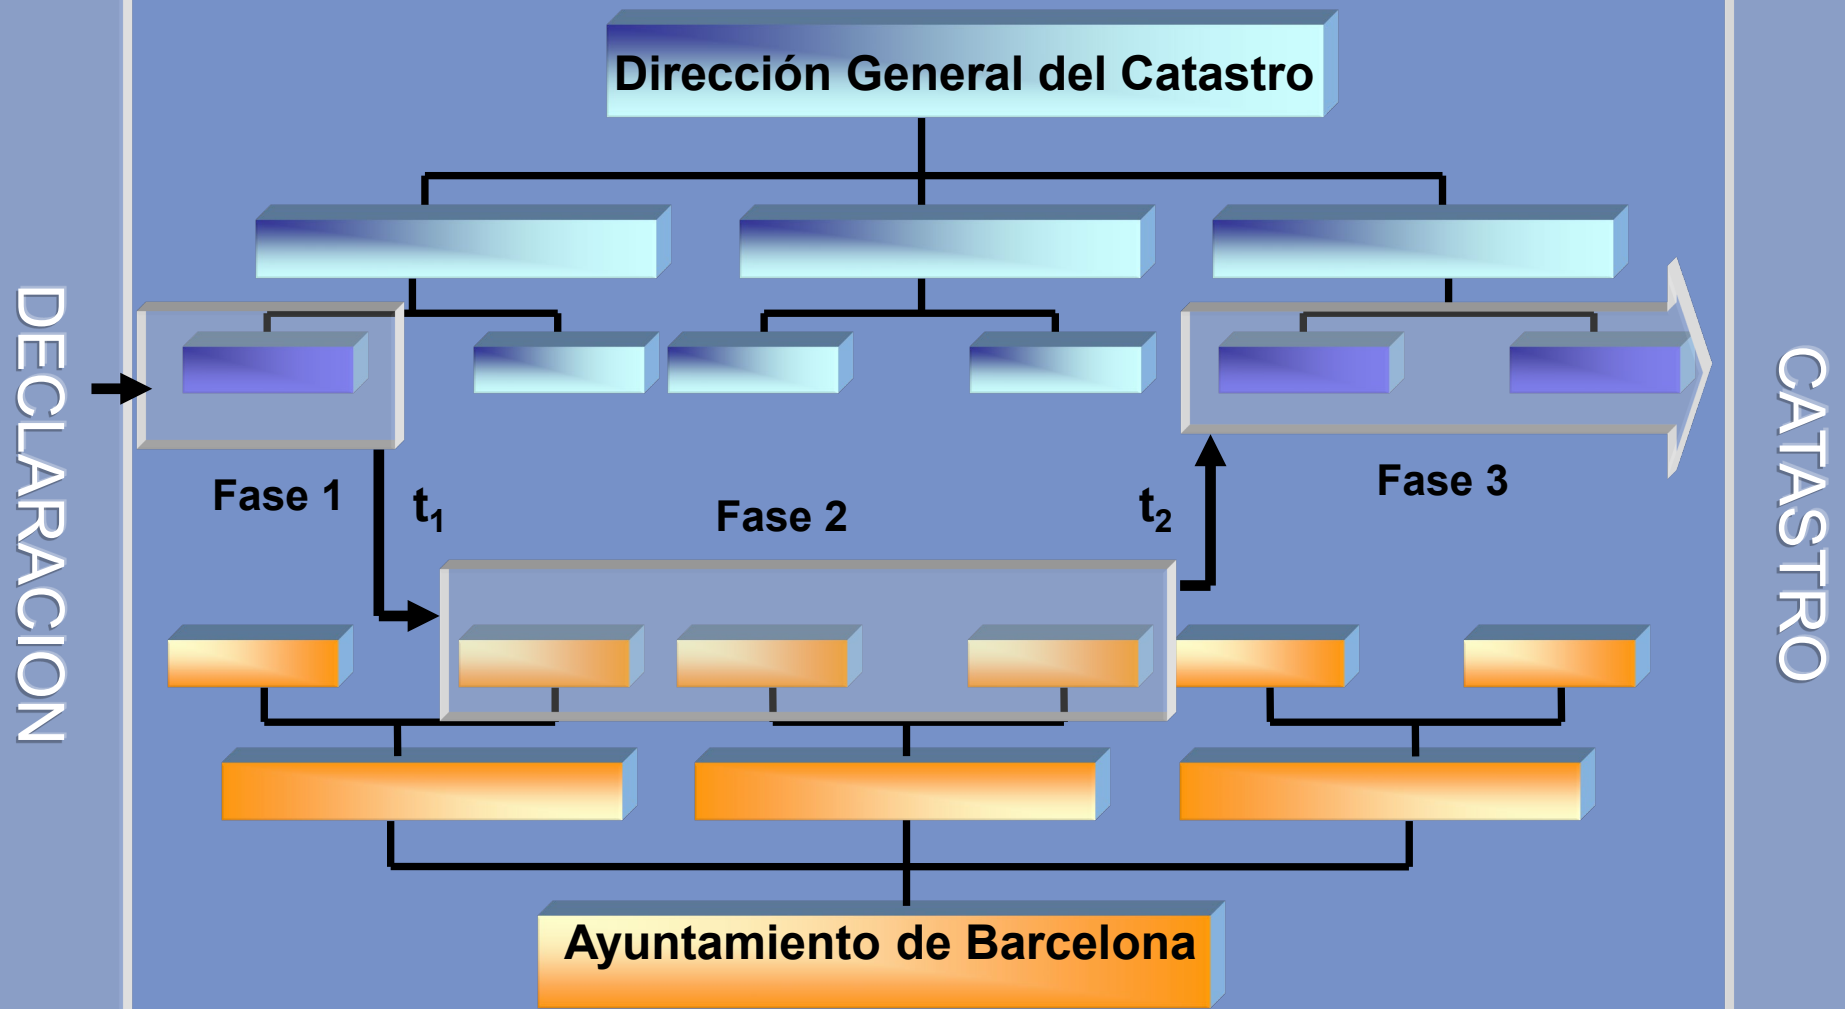 Dirección General del Catastro
DECLARACION
CATASTRO
Fase 1
t₁
Fase 2
t₂
Fase 3
Ayuntamiento de Barcelona